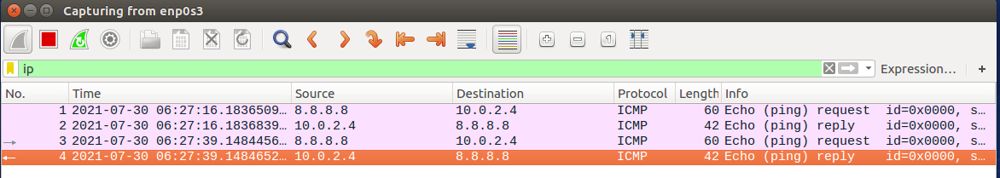 Capturing from enp0s3
ip Expression… +
No. Time Source Destination Protocol Length Info
1 2021-07-30 06:27:16.1836509… 8.8.8.8 10.0.2.4 ICMP 60 Echo (ping) request id=0x0000, s…
2 2021-07-30 06:27:16.1836839… 10.0.2.4 8.8.8.8 ICMP 42 Echo (ping) reply id=0x0000, s…
3 2021-07-30 06:27:39.1484456… 8.8.8.8 10.0.2.4 ICMP 60 Echo (ping) request id=0x0000, s…
4 2021-07-30 06:27:39.1484652… 10.0.2.4 8.8.8.8 ICMP 42 Echo (ping) reply id=0x0000, s…